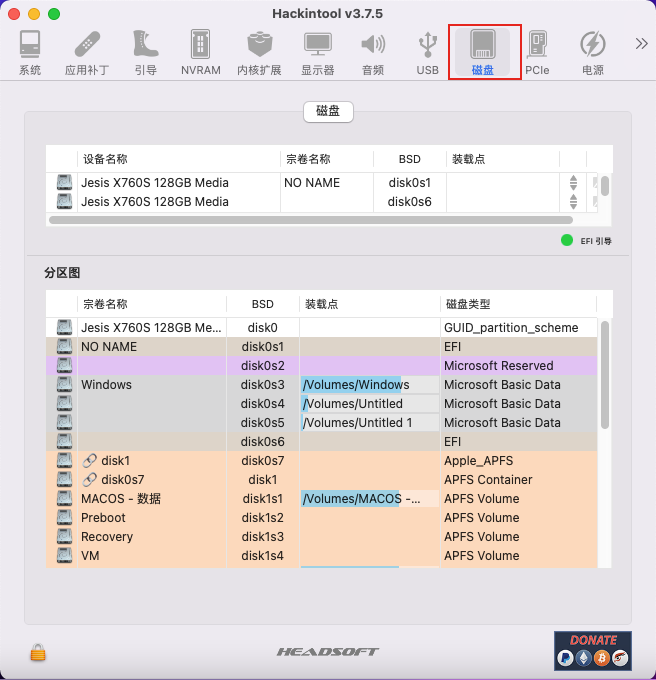 Hackintool v3.7.5
系统 应用补丁 引导 NVRAM 内核扩展 显示器 音频 USB 磁盘 PCIe 电源
磁盘
设备名称 宗卷名称 BSD 装载点
Jesis X760S 128GB Media NO NAME disk0s1
Jesis X760S 128GB Media disk0s6
EFI 引导
分区图
宗卷名称 BSD 装载点 磁盘类型
Jesis X760S 128GB Me... disk0 GUID_partition_scheme
NO NAME disk0s1 EFI
disk0s2 Microsoft Reserved
Windows disk0s3 /Volumes/Windows Microsoft Basic Data
disk0s4 /Volumes/Untitled Microsoft Basic Data
disk0s5 /Volumes/Untitled 1 Microsoft Basic Data
disk0s6 EFI
disk1 disk0s7 Apple_APFS
disk0s7 disk1 APFS Container
MACOS - 数据 disk1s1 /Volumes/MACOS -... APFS Volume
Preboot disk1s2 APFS Volume
Recovery disk1s3 APFS Volume
VM disk1s4 APFS Volume
HEADSOFT
DONATE